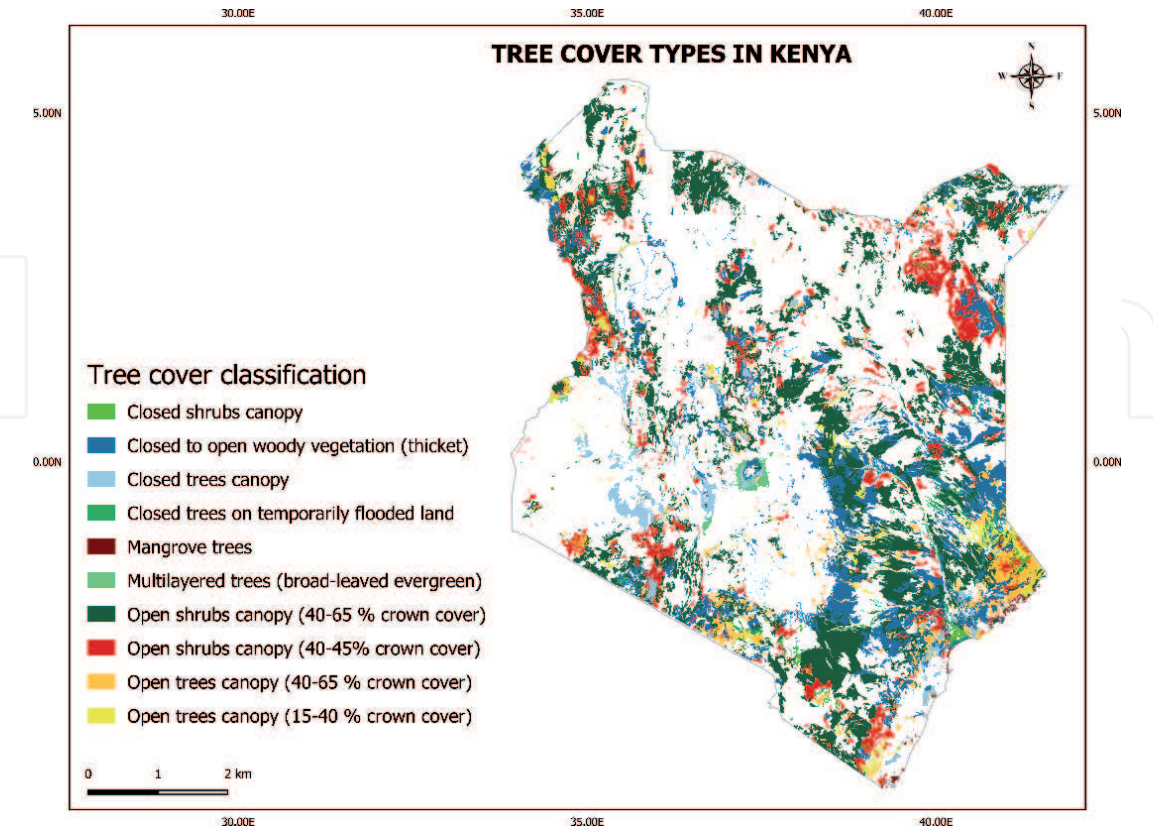 30.00E 35.00E 40.00E
TREE COVER TYPES IN KENYA
N
W E
S
5.00N 5.00N
Tree cover classification
Closed shrubs canopy
Closed to open woody vegetation (thicket)
0.00N 0.00N
Closed trees canopy
Closed trees on temporarily flooded land
Mangrove trees
Multilayered trees (broad-leaved evergreen)
Open shrubs canopy (40-65 % crown cover)
Open shrubs canopy (40-45% crown cover)
Open trees canopy (40-65 % crown cover)
Open trees canopy (15-40 % crown cover)
0 1 2 km
30.00E 35.00E 40.00E